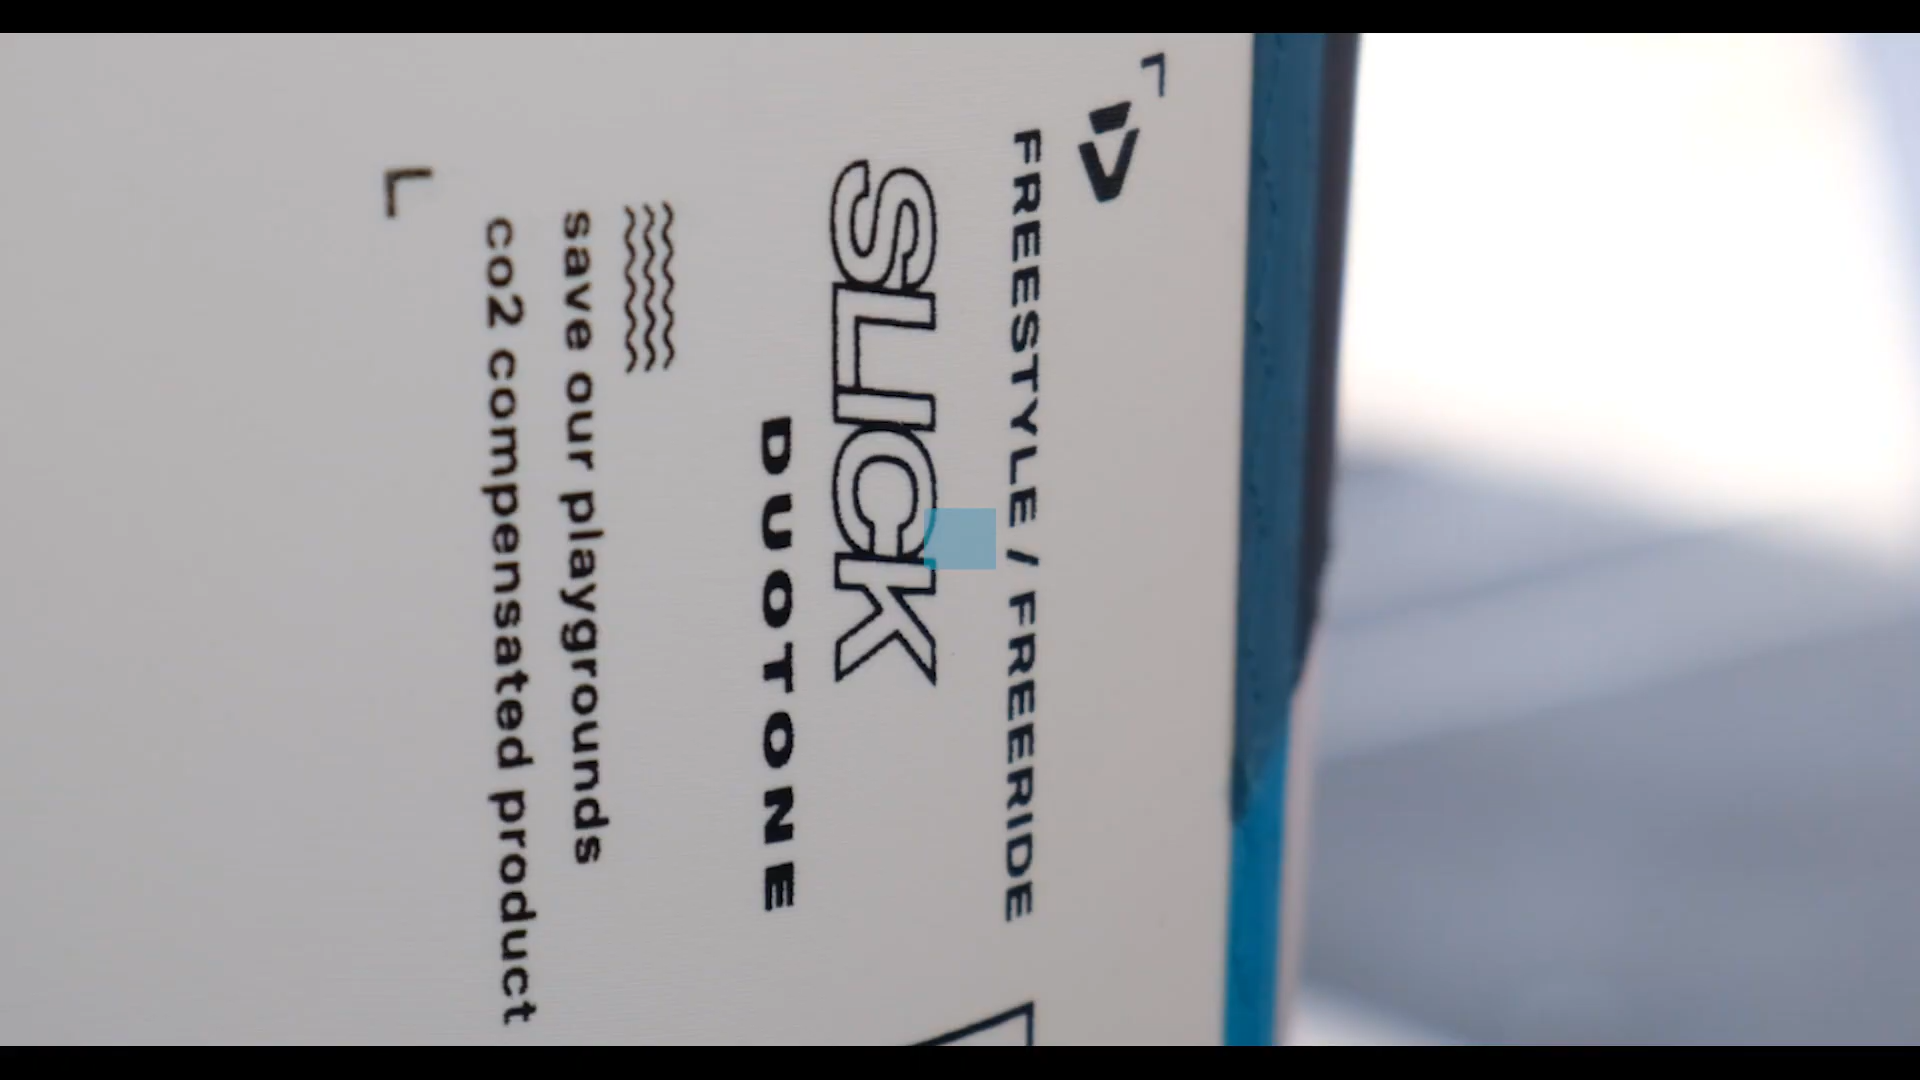 FREESTYLE / FREERIDE
SLICK
DUOTONE
save our playgrounds
co2 compensated product